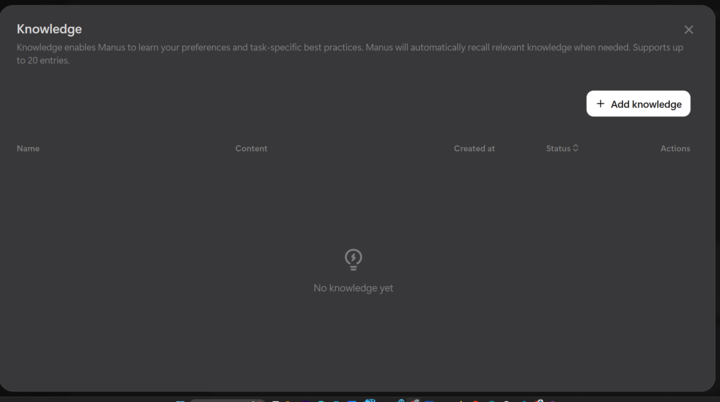 Knowledge
Knowledge enables Manus to learn your preferences and task-specific best practices. Manus will automatically recall relevant knowledge when needed. Supports up
to 20 entries.
+ Add knowledge
Name Content Created at Status Actions
No knowledge yet